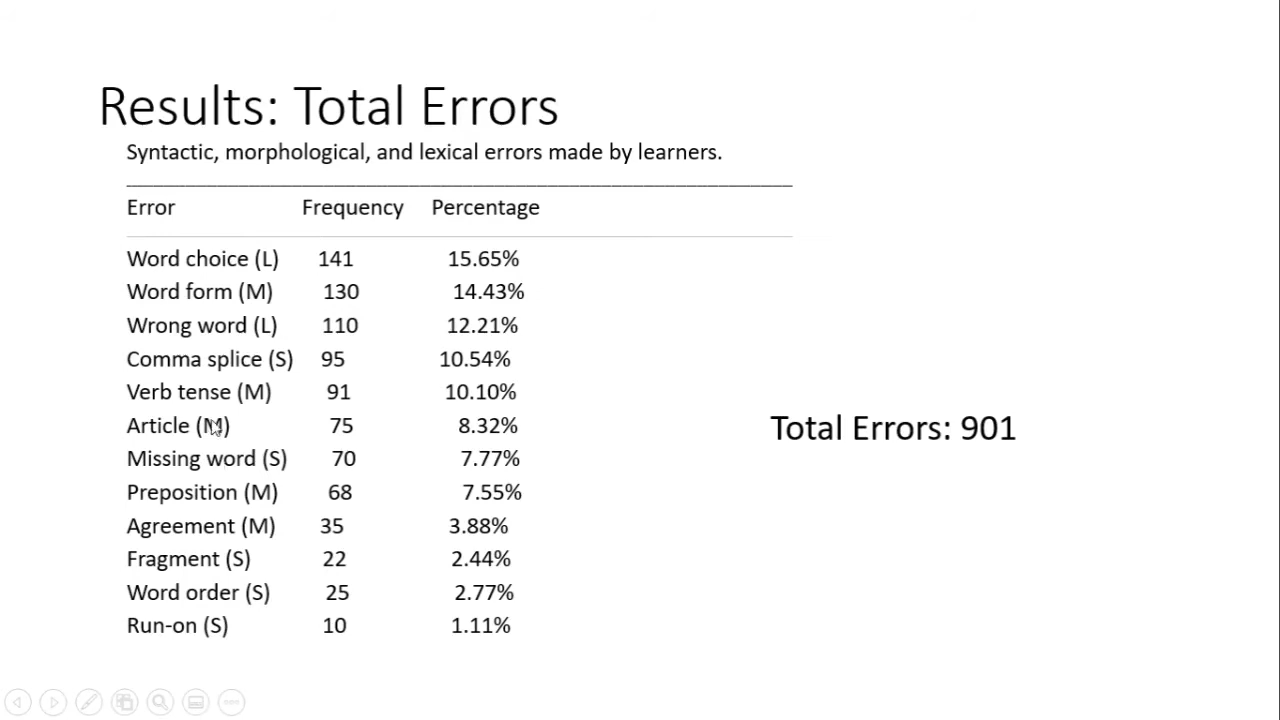 Results: Total Errors
Syntactic, morphological, and lexical errors made by learners.
Error Frequency Percentage
Word choice (L) 141 15.65%
Word form (M) 130 14.43%
Wrong word (L) 110 12.21%
Comma splice (S) 95 10.54%
Verb tense (M) 91 10.10%
Article (M) 75 8.32%
Missing word (S) 70 7.77%
Preposition (M) 68 7.55%
Agreement (M) 35 3.88%
Fragment (S) 22 2.44%
Word order (S) 25 2.77%
Run-on (S) 10 1.11%
Total Errors: 901